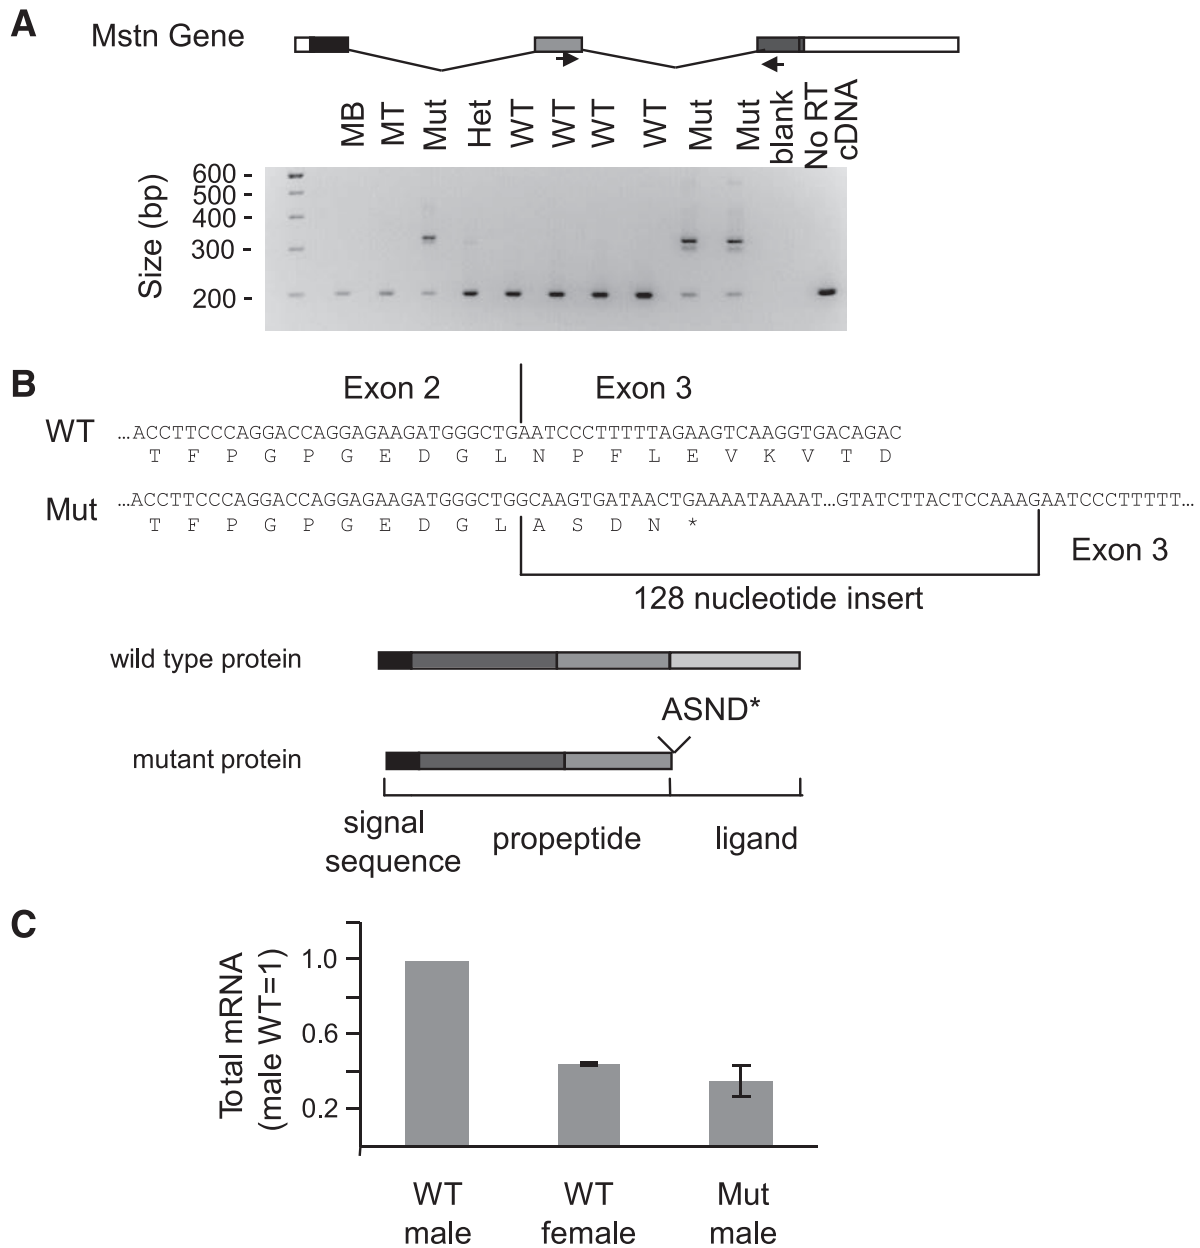 A
Mstn Gene
MB
MT
Mut
Het
WT
WT
WT
WT
Mut
Mut
blank
No RT
cDNA
Size (bp)
600
500
400
300
200
B
Exon 2
Exon 3
WT
...ACCTTCCCAGGACCAGGAGAAGATGGGCTGAATCCCTTTTTAGAAGTCAAGGTGACAGAC
T F P G P G E D G L N P F L E V K V T D
Mut
...ACCTTCCCAGGACCAGGAGAAGATGGGCTGGCAAGTGATAACTGAAAATAAAAT...GTATCTTACTCCAAAGAATCCCTTTTT...
T F P G P G E D G L A S D N *
Exon 3
128 nucleotide insert
wild type protein
ASND*
mutant protein
signal
sequence
propeptide
ligand
C
Total mRNA
(male WT=1)
1.0
0.6
0.2
WT
male
WT
female
Mut
male